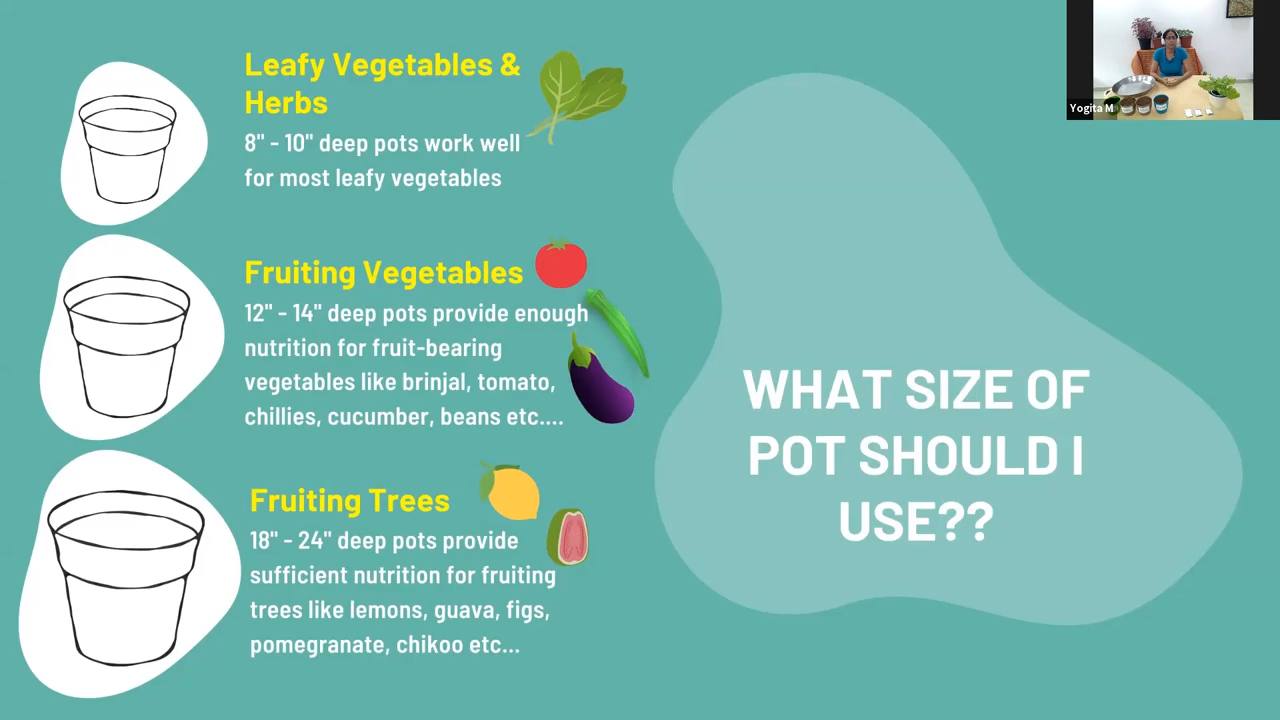 Leafy Vegetables &
Herbs
8" - 10" deep pots work well
for most leafy vegetables
Fruiting Vegetables
12" - 14" deep pots provide enough
nutrition for fruit-bearing
vegetables like brinjal, tomato,
chillies, cucumber, beans etc....
Fruiting Trees
18" - 24" deep pots provide
sufficient nutrition for fruiting
trees like lemons, guava, figs,
pomegranate, chikoo etc...
WHAT SIZE OF
POT SHOULD I
USE??
Yogita M